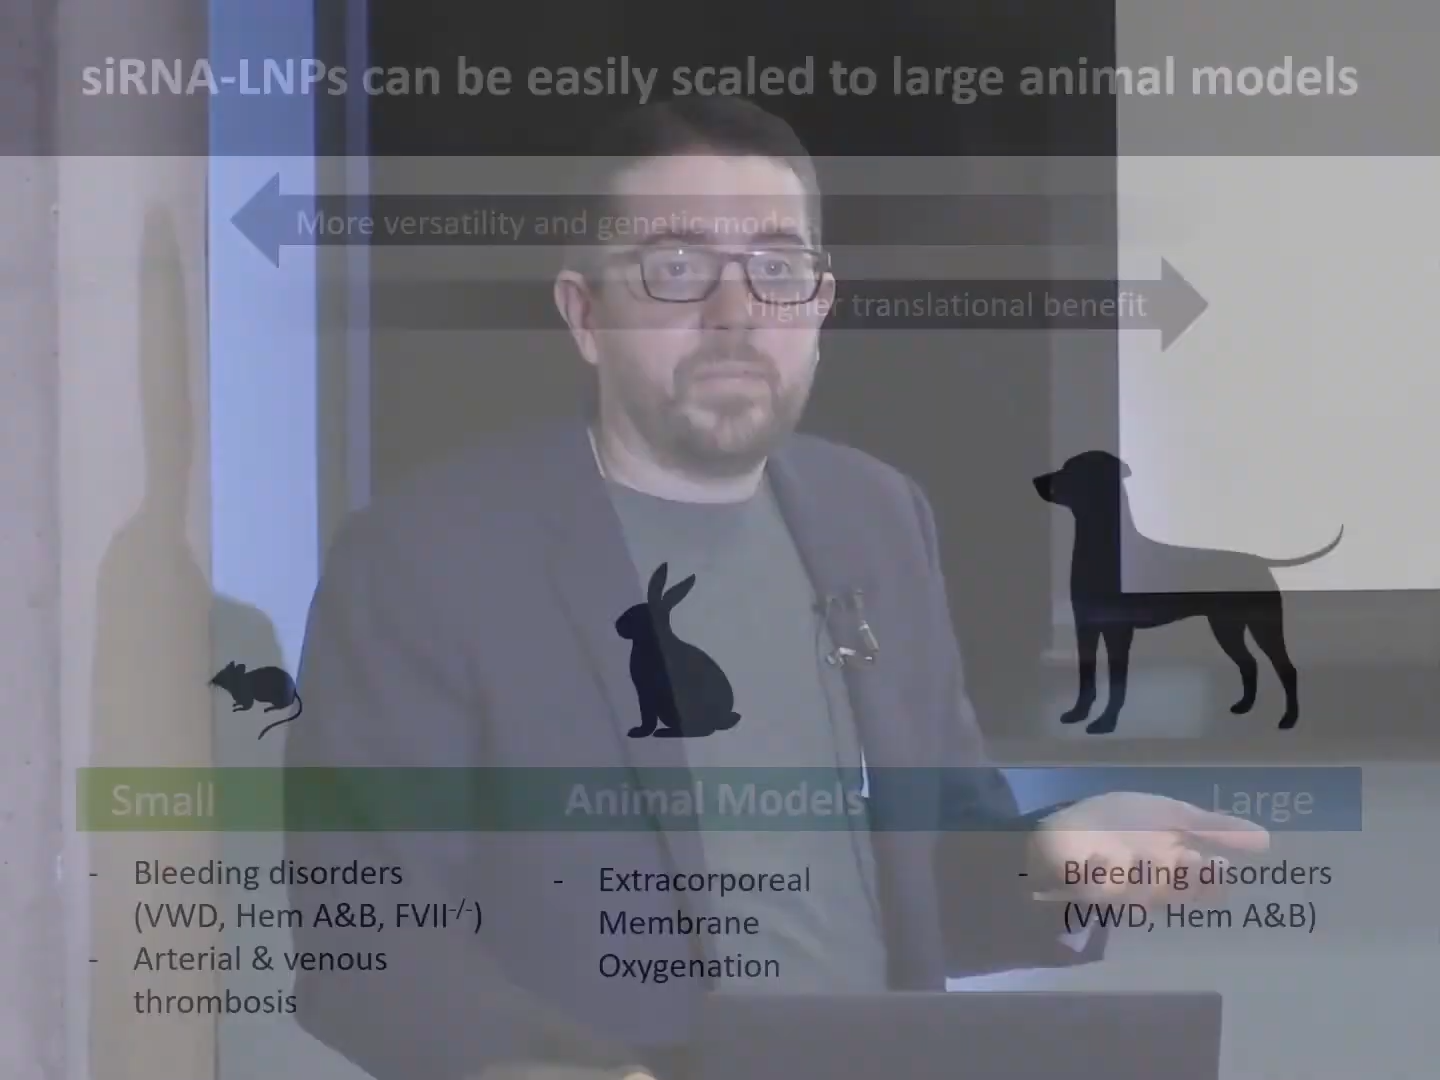 siRNA-LNPs can be easily scaled to large animal models
More versatility and genetic models
Higher translational benefit
Small
Animal Models
Large
- Bleeding disorders
(VWD, Hem A&B, FVII-/-)
- Arterial & venous
thrombosis
- Extracorporeal
Membrane
Oxygenation
- Bleeding disorders
(VWD, Hem A&B)